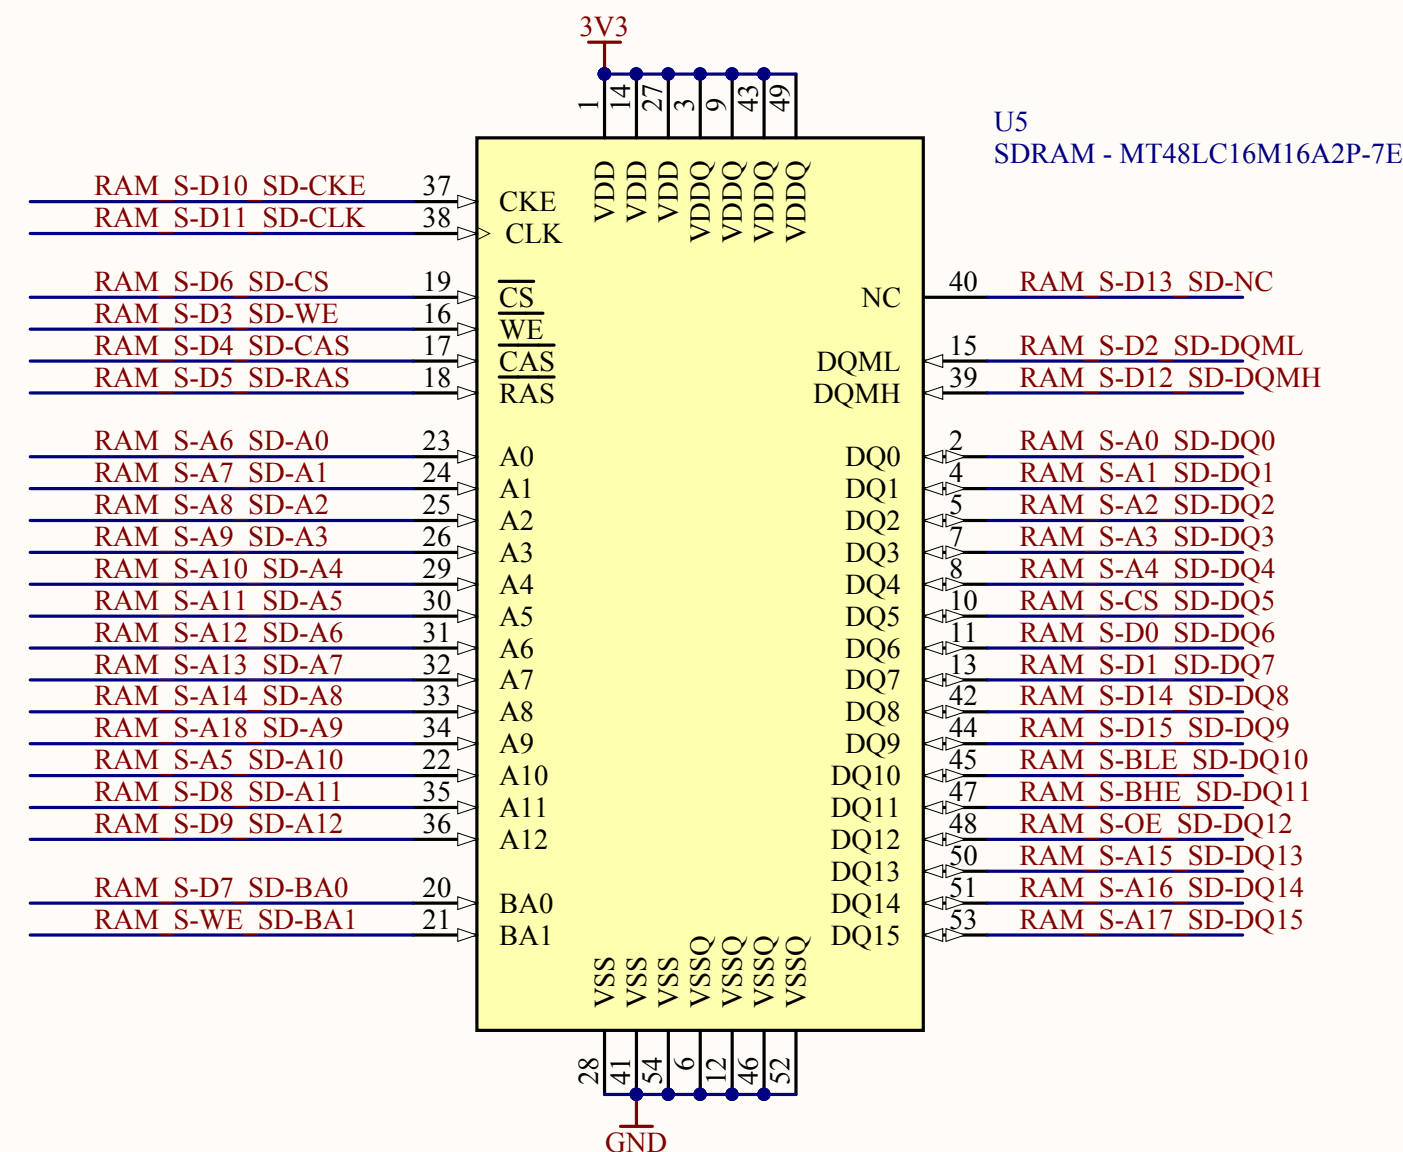 3V3
1 14 27 3 9 43 49
U5
SDRAM - MT48LC16M16A2P-7E
VDD VDD VDD VDDQ VDDQ VDDQ VDDQ
RAM_S-D10_SD-CKE 37 CKE
RAM_S-D11_SD-CLK 38 CLK
RAM_S-D6_SD-CS 19 CS NC 40 RAM_S-D13_SD-NC
RAM_S-D3_SD-WE 16 WE
RAM_S-D4_SD-CAS 17 CAS DQML 15 RAM_S-D2_SD-DQML
RAM_S-D5_SD-RAS 18 RAS DQMH 39 RAM_S-D12_SD-DQMH
RAM_S-A6_SD-A0 23 A0 DQ0 2 RAM_S-A0_SD-DQ0
RAM_S-A7_SD-A1 24 A1 DQ1 4 RAM_S-A1_SD-DQ1
RAM_S-A8_SD-A2 25 A2 DQ2 5 RAM_S-A2_SD-DQ2
RAM_S-A9_SD-A3 26 A3 DQ3 7 RAM_S-A3_SD-DQ3
RAM_S-A10_SD-A4 29 A4 DQ4 8 RAM_S-A4_SD-DQ4
RAM_S-A11_SD-A5 30 A5 DQ5 10 RAM_S-CS_SD-DQ5
RAM_S-A12_SD-A6 31 A6 DQ6 11 RAM_S-D0_SD-DQ6
RAM_S-A13_SD-A7 32 A7 DQ7 13 RAM_S-D1_SD-DQ7
RAM_S-A14_SD-A8 33 A8 DQ8 42 RAM_S-D14_SD-DQ8
RAM_S-A18_SD-A9 34 A9 DQ9 44 RAM_S-D15_SD-DQ9
RAM_S-A5_SD-A10 22 A10 DQ10 45 RAM_S-BLE_SD-DQ10
RAM_S-D8_SD-A11 35 A11 DQ11 47 RAM_S-BHE_SD-DQ11
RAM_S-D9_SD-A12 36 A12 DQ12 48 RAM_S-OE_SD-DQ12
DQ13 50 RAM_S-A15_SD-DQ13
RAM_S-D7_SD-BA0 20 BA0 DQ14 51 RAM_S-A16_SD-DQ14
RAM_S-WE_SD-BA1 21 BA1 DQ15 53 RAM_S-A17_SD-DQ15
VSS VSS VSS VSSQ VSSQ VSSQ VSSQ
28 41 54 6 12 46 52
GND